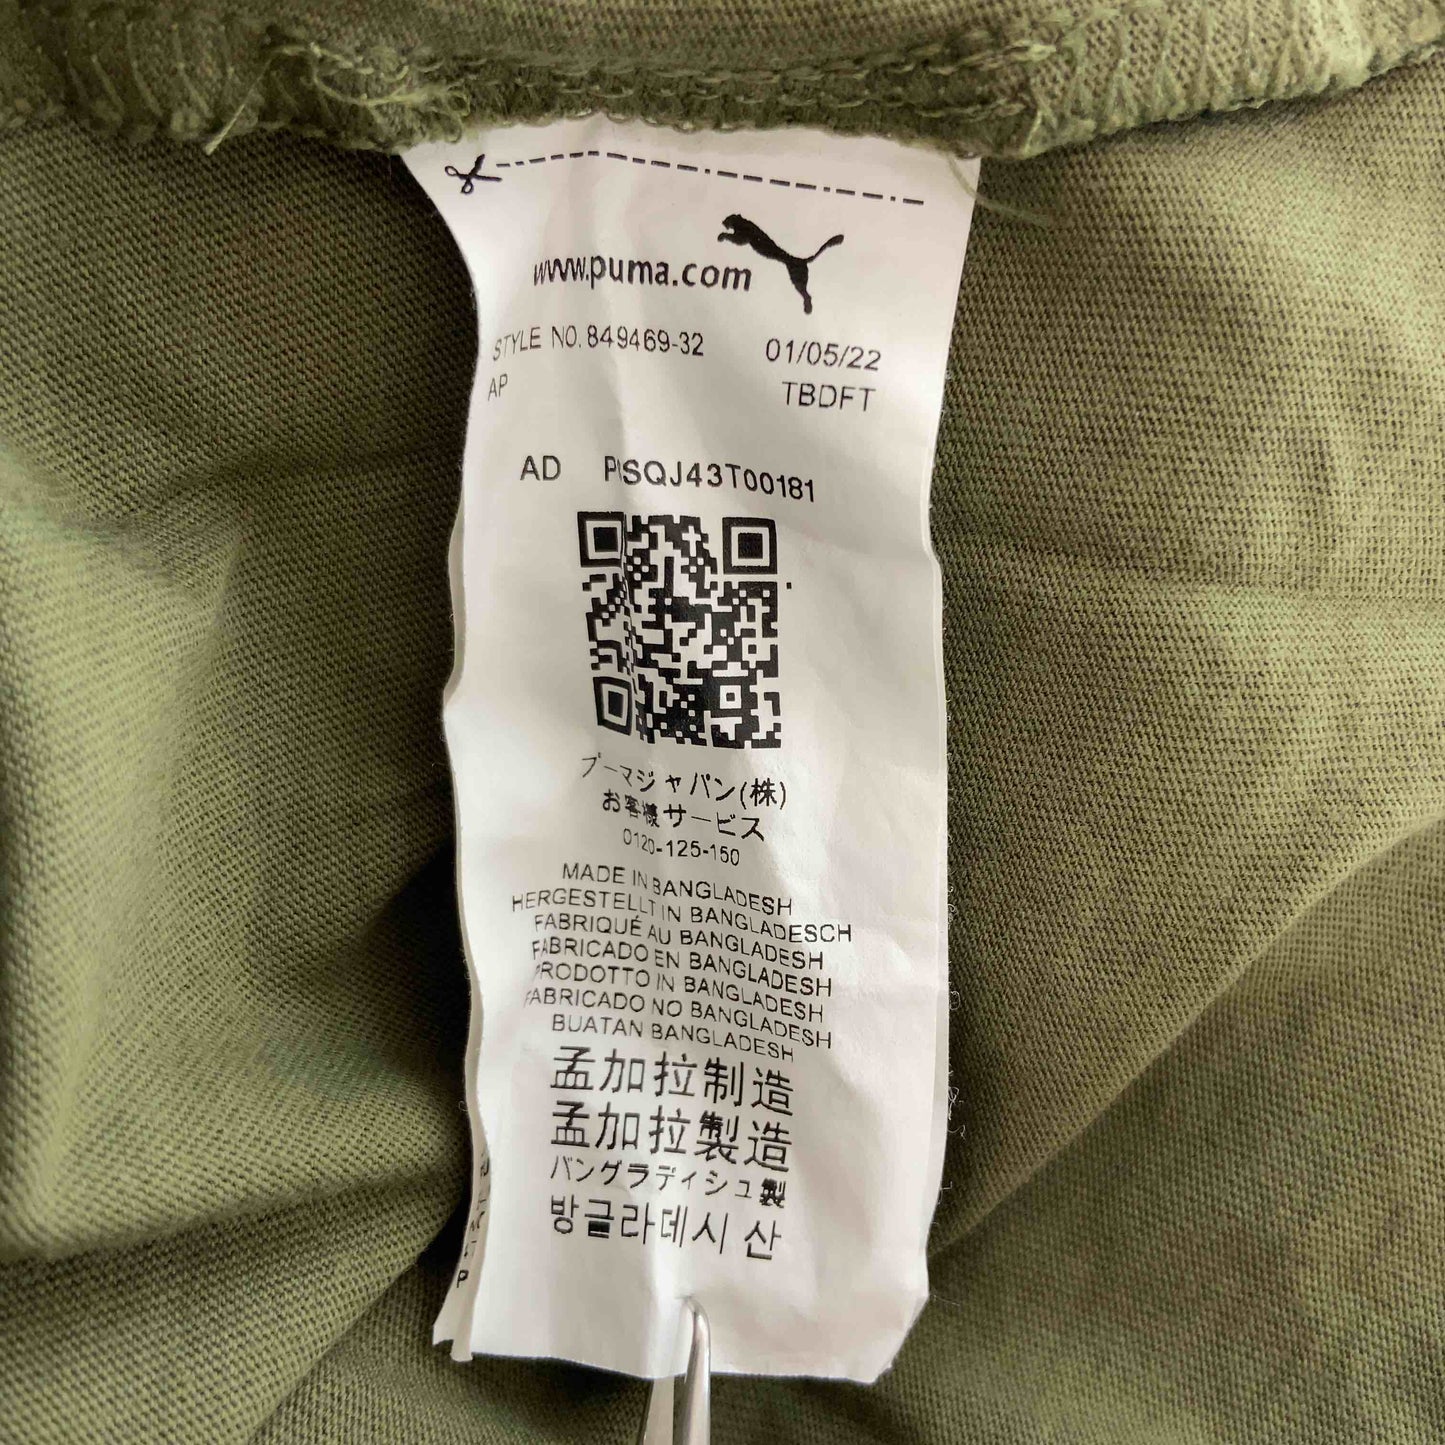 www.puma.com
STYLE NO. 849469-32 01/05/22
AP TBDFT
AD
プーマジャパン(株)
お客様サービス
0120-125-150
MADE IN BANGLADESH
HERGESTELLT IN BANGLADESCH
FABRIQUÉ AU BANGLADESH
FABRICADO EN BANGLADESH
PRODOTTO IN BANGLADESH
FABRICADO NO BANGLADESH
BUATAN BANGLADESH
孟加拉制造
孟加拉製造
バングラディシュ製
방글라데시 산